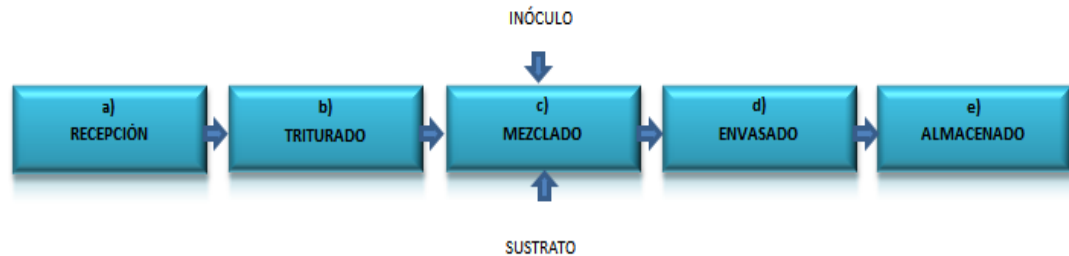 INÓCULO
a)
RECEPCIÓN
b)
TRITURADO
c)
MEZCLADO
d)
ENVASADO
e)
ALMACENADO
SUSTRATO